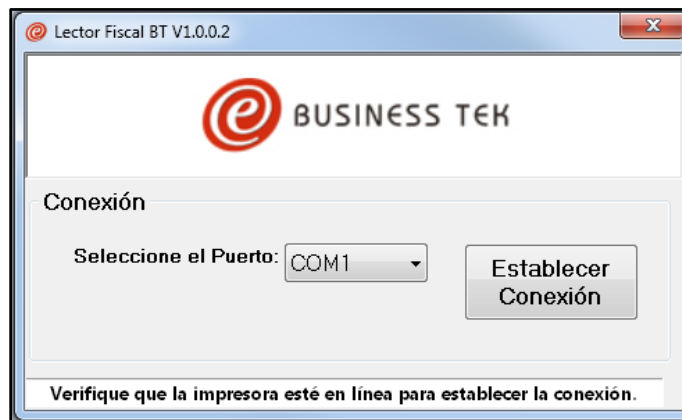 Lector Fiscal BT V1.0.0.2
BUSINESS TEK
Conexión
Seleccione el Puerto: COM1
Establecer
Conexión
Verifique que la impresora esté en línea para establecer la conexión.